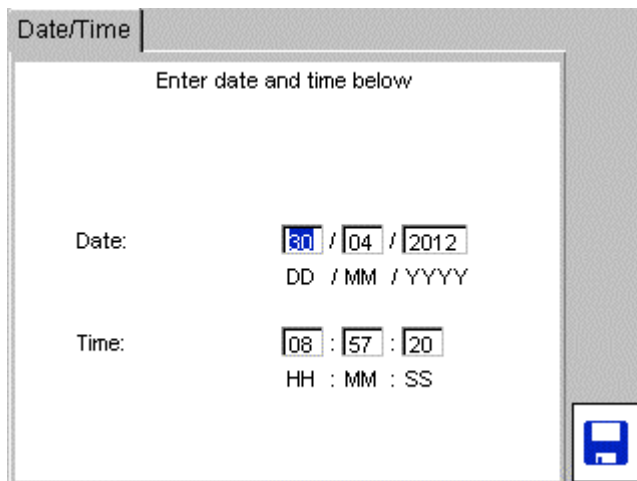 Date/Time
Enter date and time below
Date: 30 / 04 / 2012
DD / MM / YYYY
Time: 08 : 57 : 20
HH : MM : SS